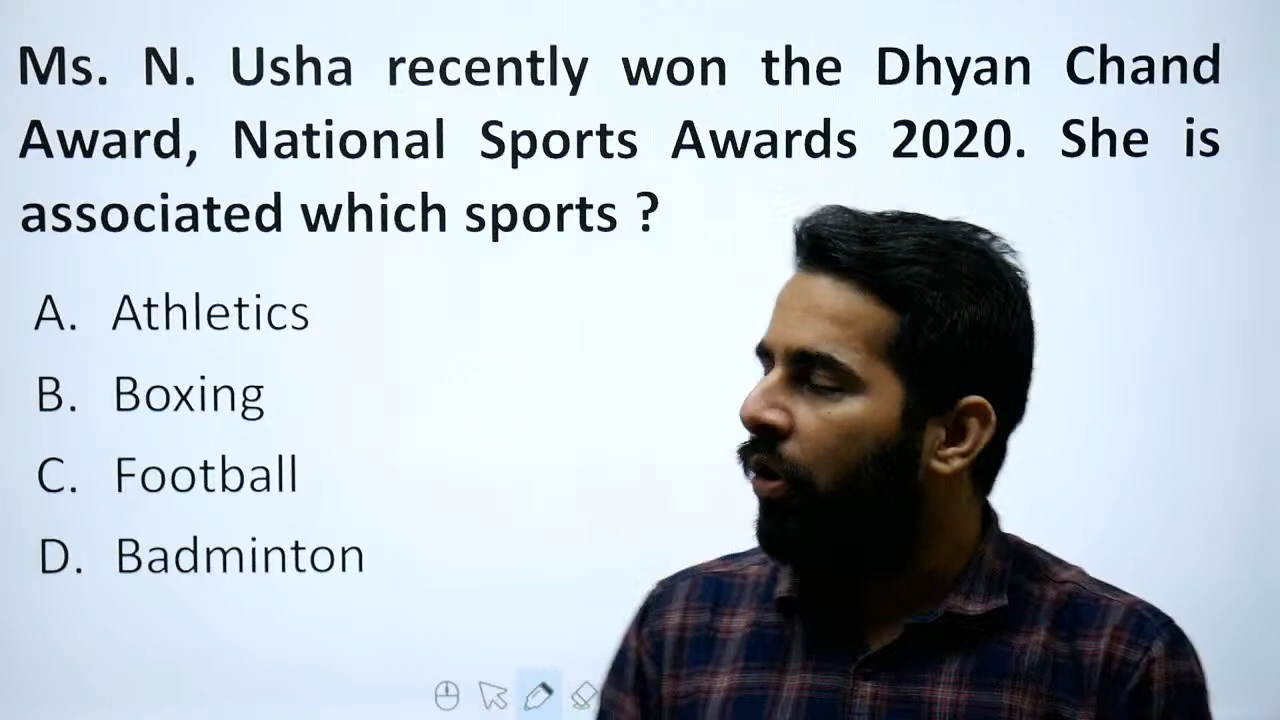 Ms. N. Usha recently won the Dhyan Chand
Award, National Sports Awards 2020. She is
associated which sports ?
A. Athletics
B. Boxing
C. Football
D. Badminton